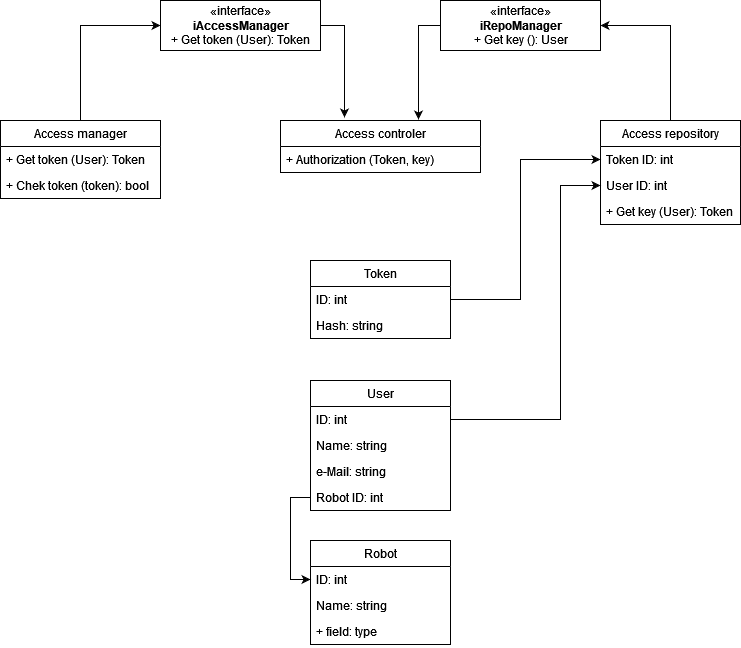 «interface»
iAccessManager
+ Get token (User): Token
«interface»
iRepoManager
+ Get key (): User
Access manager
+ Get token (User): Token
+ Chek token (token): bool
Access controler
+ Authorization (Token, key)
Access repository
Token ID: int
User ID: int
+ Get key (User): Token
Token
ID: int
Hash: string
User
ID: int
Name: string
e-Mail: string
Robot ID: int
Robot
ID: int
Name: string
+ field: type